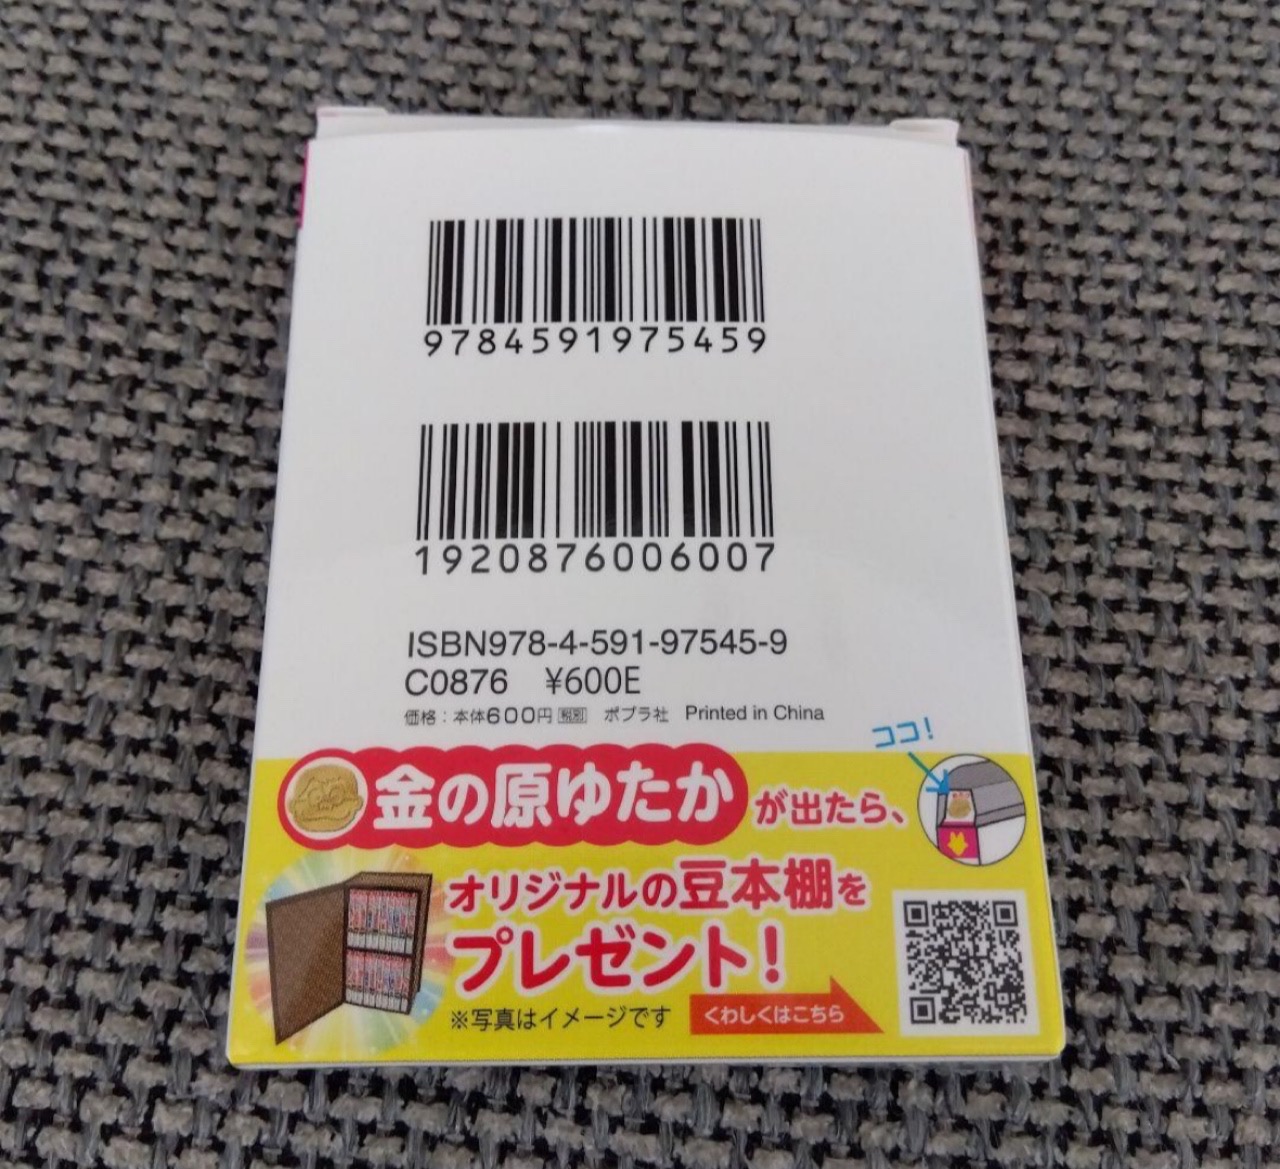 9784591975459
1920876006007
ISBN978-4-591-97545-9
C0876 ¥600E
価格：本体600円 税別 ポプラ社 Printed in China
ココ！
金の原ゆたか が出たら、
オリジナルの豆本棚を
プレゼント！
※写真はイメージです
くわしくはこちら